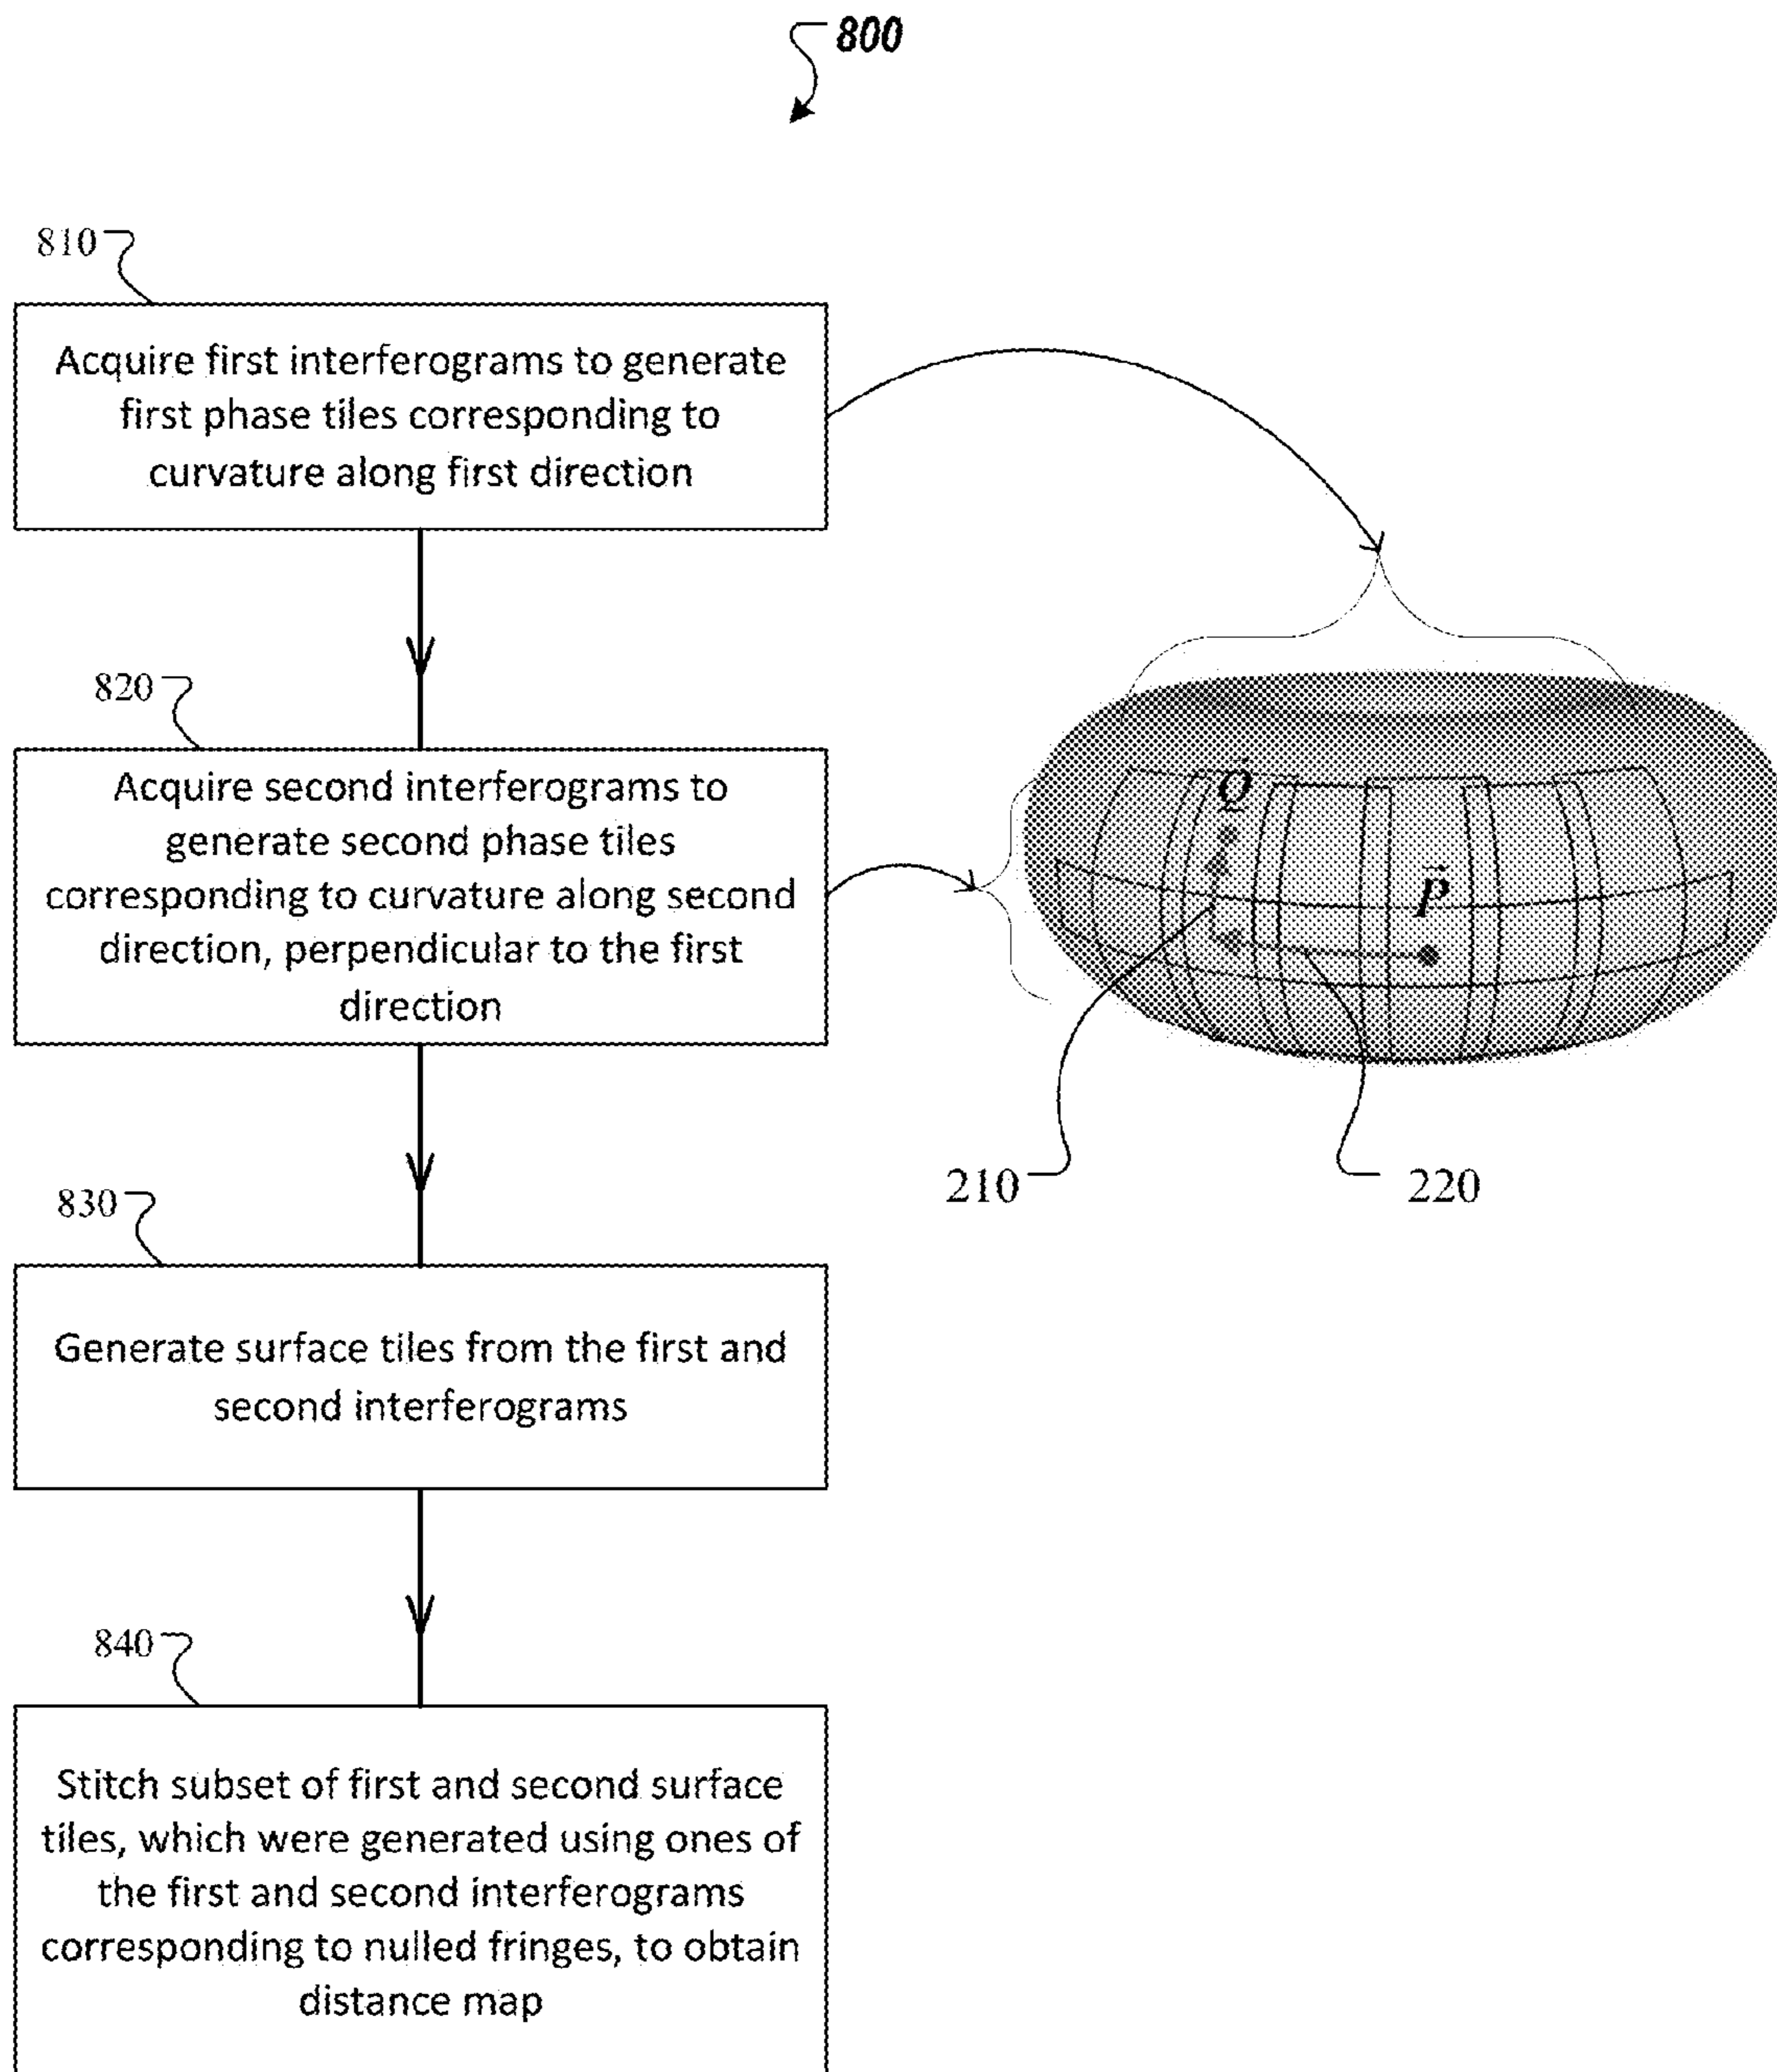 800
810
Acquire first interferograms to generate
first phase tiles corresponding to
curvature along first direction
820
Acquire second interferograms to
generate second phase tiles
corresponding to curvature along second
direction, perpendicular to the first
direction
Q
P
210
220
830
Generate surface tiles from the first and
second interferograms
840
Stitch subset of first and second surface
tiles, which were generated using ones of
the first and second interferograms
corresponding to nulled fringes, to obtain
distance map